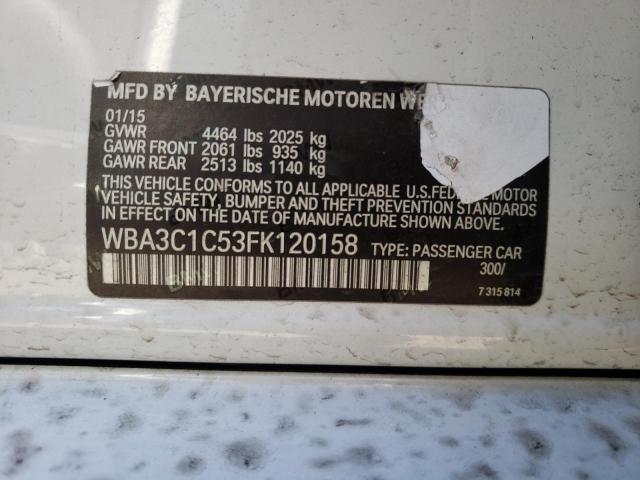 MFD BY BAYERISCHE MOTOREN
01/15
GVWR 4464 lbs 2025 kg
GAWR FRONT 2061 lbs 935 kg
GAWR REAR 2513 lbs 1140 kg
THIS VEHICLE CONFORMS TO ALL APPLICABLE U.S. MOTOR
VEHICLE SAFETY, BUMPER AND THEFT PREVENTION STANDARDS
IN EFFECT ON THE DATE OF MANUFACTURE SHOWN ABOVE.
WBA3C1C53FK120158 TYPE: PASSENGER CAR
300/
7 315 814